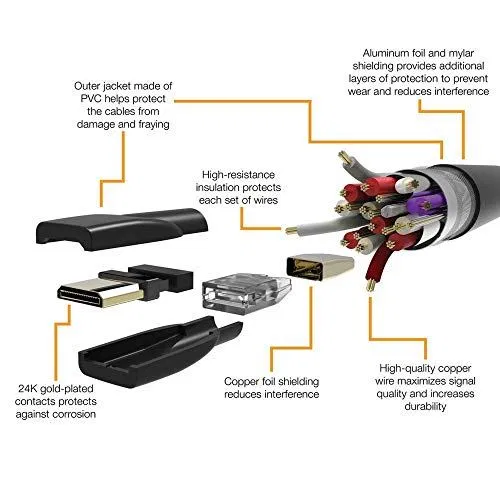 Aluminum foil and mylar
shielding provides additional
layers of protection to prevent
wear and reduces interference
Outer jacket made of
PVC helps protect
the cables from
damage and fraying
High-resistance
insulation protects
each set of wires
24K gold-plated
contacts protects
against corrosion
Copper foil shielding
reduces interference
High-quality copper
wire maximizes signal
quality and increases
durability